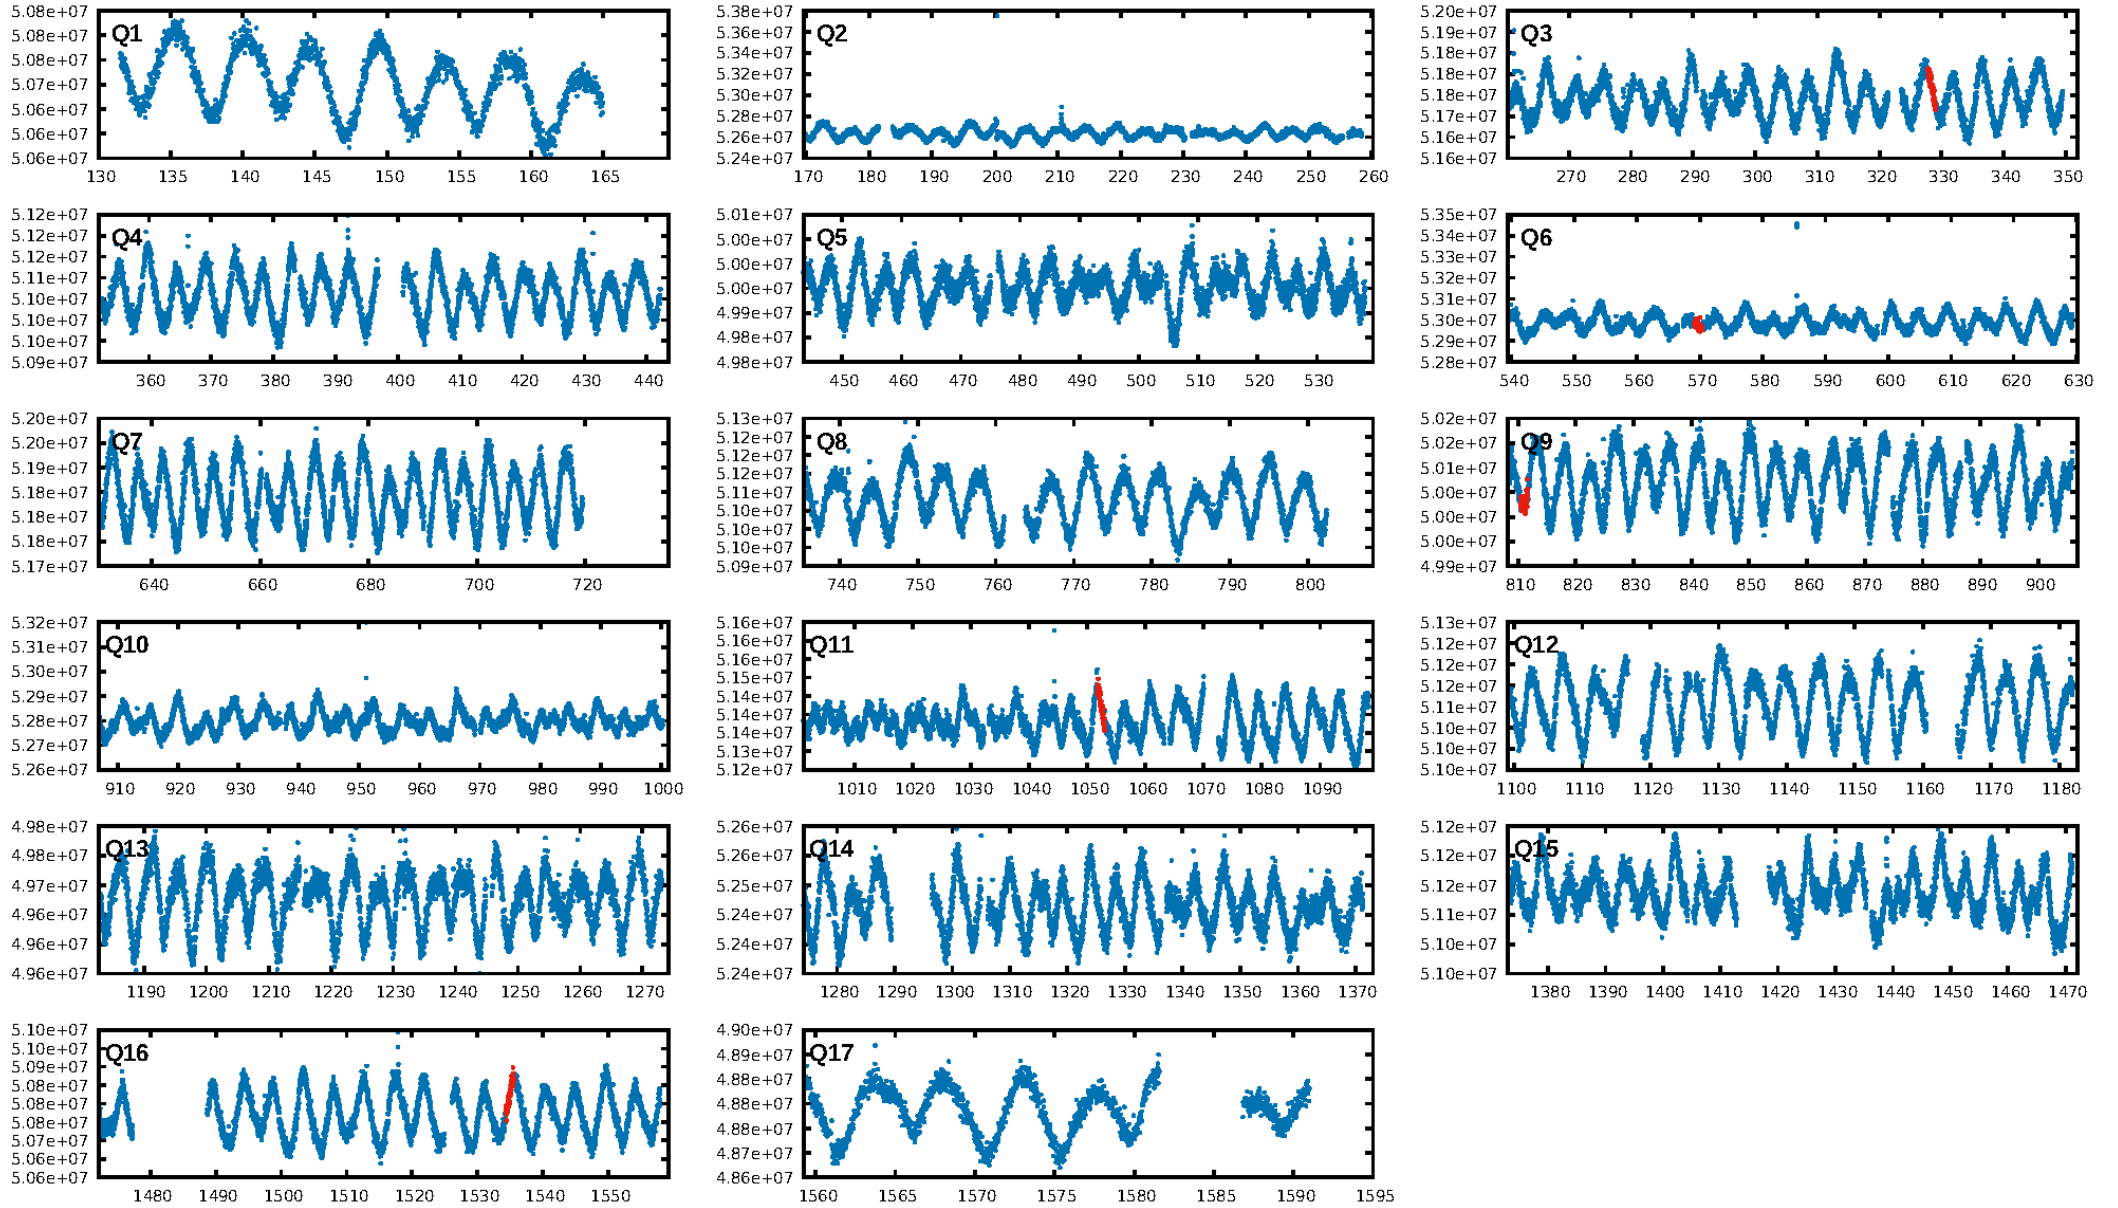 5.08e+07 5.08e+07 5.08e+07 5.07e+07 5.06e+07 5.06e+07 5.06e+07
Q1
130 135 140 145 150 155 160 165
5.38e+07 5.36e+07 5.34e+07 5.32e+07 5.30e+07 5.28e+07 5.26e+07 5.24e+07
Q2
170 180 190 200 210 220 230 240 250 260
5.20e+07 5.19e+07 5.18e+07 5.18e+07 5.17e+07 5.16e+07 5.16e+07
Q3
270 280 290 300 310 320 330 340 350
5.12e+07 5.12e+07 5.11e+07 5.11e+07 5.10e+07 5.10e+07 5.10e+07 5.09e+07
Q4
360 370 380 390 400 410 420 430 440
5.01e+07 5.00e+07 5.00e+07 4.99e+07 4.99e+07 4.98e+07 4.98e+07
Q5
450 460 470 480 490 500 510 520 530
5.35e+07 5.34e+07 5.33e+07 5.32e+07 5.31e+07 5.30e+07 5.29e+07 5.28e+07
Q6
540 550 560 570 580 590 600 610 620 630
5.20e+07 5.20e+07 5.19e+07 5.18e+07 5.18e+07 5.18e+07 5.17e+07
Q7
640 660 680 700 720
5.13e+07 5.12e+07 5.12e+07 5.11e+07 5.11e+07 5.10e+07 5.10e+07 5.09e+07
Q8
740 750 760 770 780 790 800
5.02e+07 5.02e+07 5.01e+07 5.00e+07 5.00e+07 5.00e+07 4.99e+07
Q9
810 820 830 840 850 860 870 880 890 900
5.32e+07 5.31e+07 5.30e+07 5.29e+07 5.28e+07 5.27e+07 5.26e+07
Q10
910 920 930 940 950 960 970 980 990 1000
5.16e+07 5.16e+07 5.16e+07 5.15e+07 5.14e+07 5.14e+07 5.14e+07 5.13e+07 5.12e+07
Q11
1010 1020 1030 1040 1050 1060 1070 1080 1090
5.13e+07 5.12e+07 5.12e+07 5.12e+07 5.11e+07 5.10e+07 5.10e+07 5.10e+07
Q12
1100 1110 1120 1130 1140 1150 1160 1170 1180
4.98e+07 4.98e+07 4.97e+07 4.96e+07 4.96e+07 4.96e+07
Q13
1190 1200 1210 1220 1230 1240 1250 1260 1270
5.26e+07 5.26e+07 5.25e+07 5.24e+07 5.24e+07 5.24e+07
Q14
1280 1290 1300 1310 1320 1330 1340 1350 1360 1370
5.12e+07 5.12e+07 5.12e+07 5.11e+07 5.10e+07 5.10e+07
Q15
1380 1390 1400 1410 1420 1430 1440 1450 1460 1470
5.10e+07 5.10e+07 5.09e+07 5.08e+07 5.08e+07 5.08e+07 5.07e+07 5.06e+07 5.06e+07
Q16
1480 1490 1500 1510 1520 1530 1540 1550
4.90e+07 4.89e+07 4.88e+07 4.88e+07 4.88e+07 4.87e+07 4.86e+07
Q17
1560 1565 1570 1575 1580 1585 1590 1595